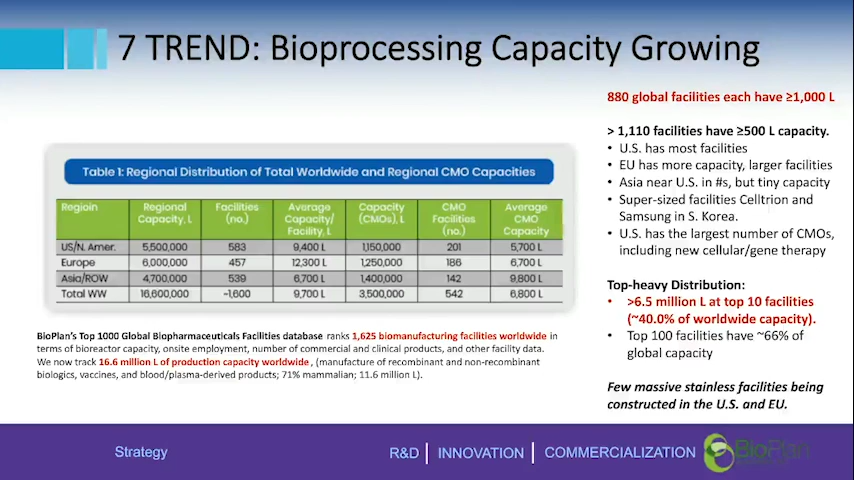 7 TREND: Bioprocessing Capacity Growing
880 global facilities each have ≥1,000 L
> 1,110 facilities have ≥500 L capacity.
• U.S. has most facilities
• EU has more capacity, larger facilities
• Asia near U.S. in #s, but tiny capacity
• Super-sized facilities Celltrion and
Samsung in S. Korea.
• U.S. has the largest number of CMOs,
including new cellular/gene therapy
Top-heavy Distribution:
• >6.5 million L at top 10 facilities
(~40.0% of worldwide capacity).
• Top 100 facilities have ~66% of
global capacity
Few massive stainless facilities being
constructed in the U.S. and EU.
Table 1: Regional Distribution of Total Worldwide and Regional CMO Capacities
Regioin Regional Capacity, L Facilities (no.) Average Capacity/ Facility, L Capacity (CMOs), L CMO Facilities (no.) Average CMO Capacity
US/N. Amer. 5,500,000 583 9,400 L 1,150,000 201 5,700 L
Europe 6,000,000 457 12,300 L 1,250,000 186 6,700 L
Asia/ROW 4,700,000 539 6,700 L 1,400,000 142 9,800 L
Total WW 16,600,000 ~1,600 9,700 L 3,500,000 542 6,800 L
BioPlan's Top 1000 Global Biopharmaceuticals Facilities database ranks 1,625 biomanufacturing facilities worldwide in
terms of bioreactor capacity, onsite employment, number of commercial and clinical products, and other facility data.
We now track 16.6 million L of production capacity worldwide, (manufacture of recombinant and non-recombinant
biologics, vaccines, and blood/plasma-derived products; 71% mammalian; 11.6 million L).
Strategy
R&D | INNOVATION | COMMERCIALIZATION
BioPlan